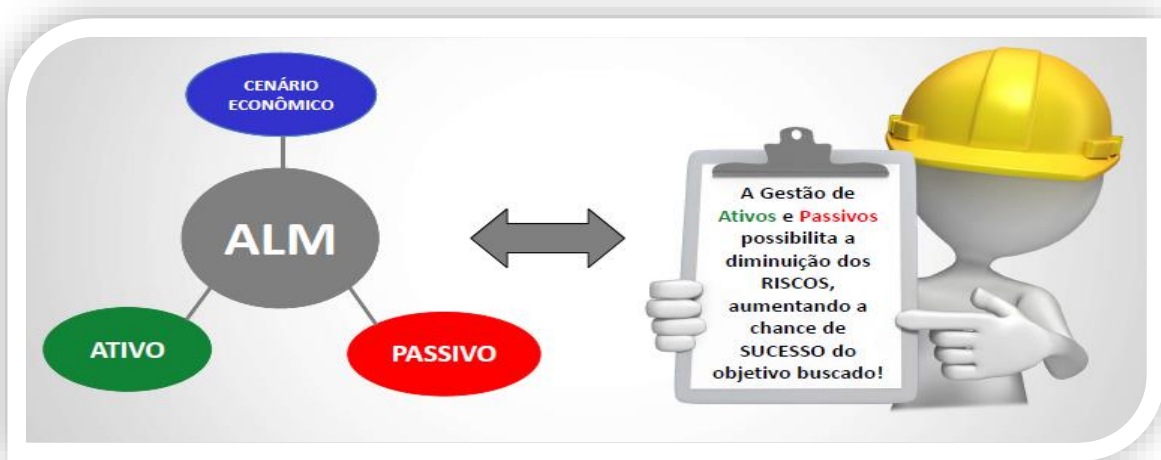 CENÁRIO
ECONÔMICO
ALM
ATIVO
PASSIVO
A Gestão de
Ativos e Passivos
possibilita a
diminuição dos
RISCOS,
aumentando a
chance de
SUCESSO do
objetivo buscado!